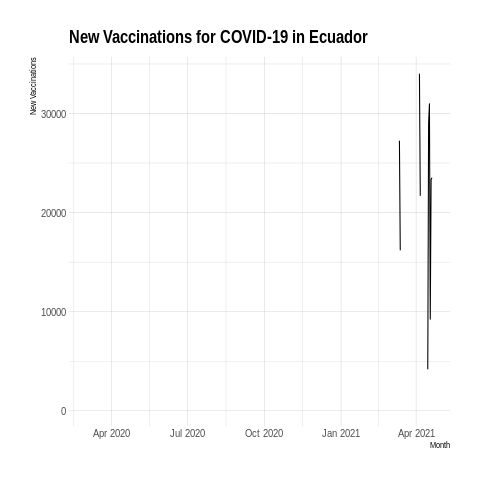 New Vaccinations for COVID-19 in Ecuador
New Vaccinations
30000
20000
10000
0
Apr 2020 Jul 2020 Oct 2020 Jan 2021 Apr 2021
Month